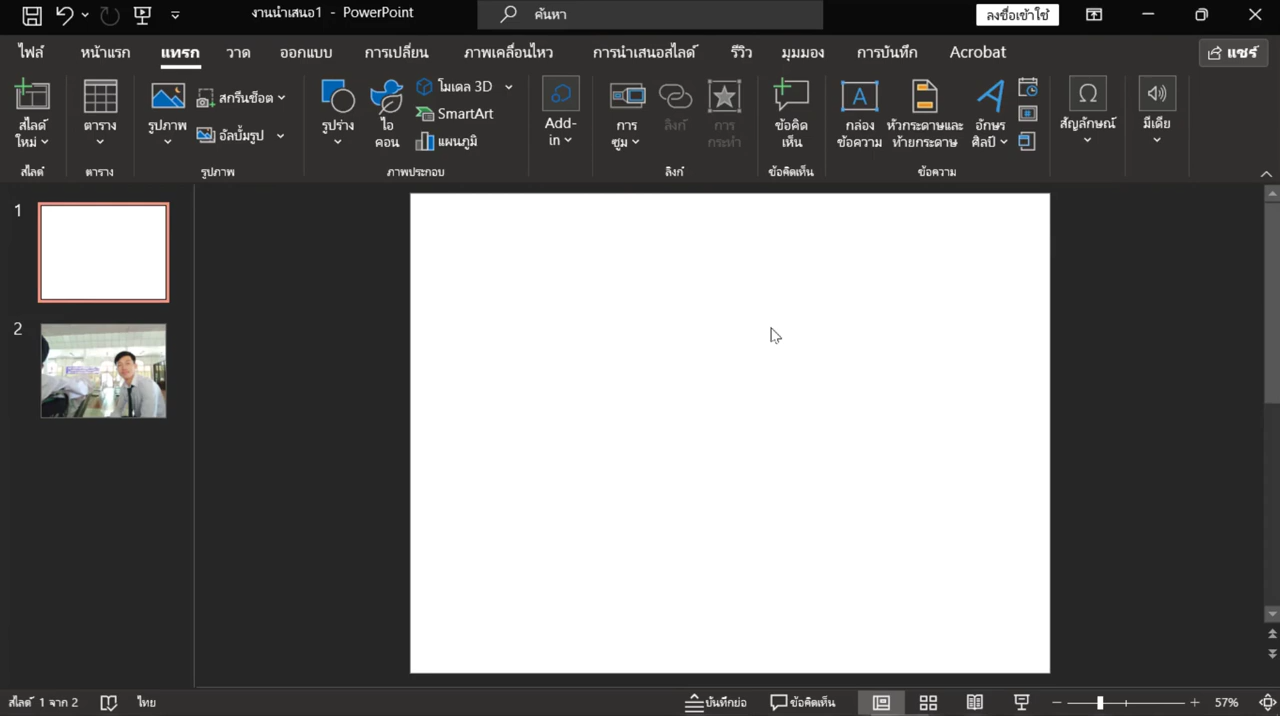 งานนำเสนอ1 - PowerPoint
ค้นหา
ลงชื่อเข้าใช้
ไฟล์ หน้าแรก แทรก วาด ออกแบบ การเปลี่ยน ภาพเคลื่อนไหว การนำเสนอสไลด์ รีวิว มุมมอง การบันทึก Acrobat แชร์
สไลด์
ใหม่
ตาราง
รูปภาพ
สกรีนช็อต
อัลบั้มรูป
รูปร่าง
ไอ
คอน
โมเดล 3D
SmartArt
แผนภูมิ
Add-
in
การ
ซูม
ลิงก์
การ
กระทำ
ข้อคิด
เห็น
กล่อง
ข้อความ
หัวกระดาษและ
ท้ายกระดาษ
อักษร
ศิลป์
สัญลักษณ์
มีเดีย
สไลด์ ตาราง รูปภาพ ภาพประกอบ ลิงก์ ข้อคิดเห็น ข้อความ
1
2
สไลด์ 1 จาก 2 ไทย บันทึกย่อ ข้อคิดเห็น 57%